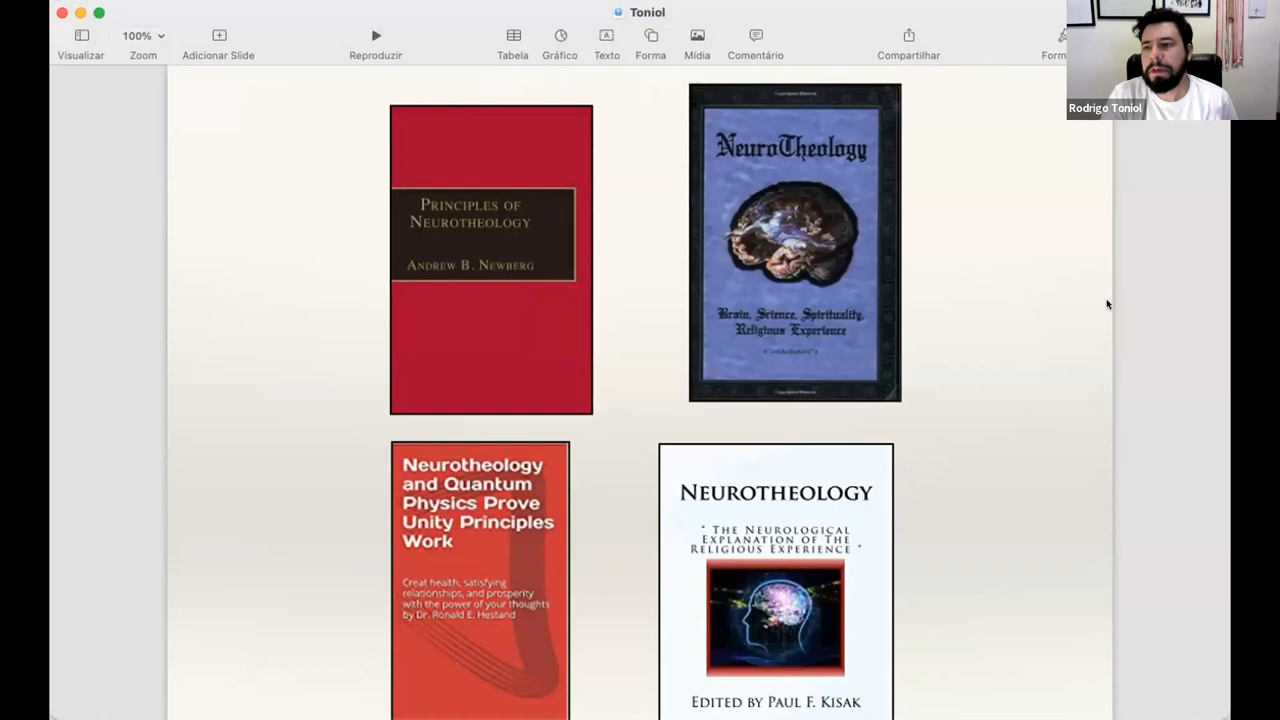 Toniol
100%
Visualizar
Zoom
Adicionar Slide
Reproduzir
Tabela
Gráfico
Texto
Forma
Mídia
Comentário
Compartilhar
Form
Rodrigo Toniol
PRINCIPLES OF
NEUROTHEOLOGY
ANDREW B. NEWBERG
NeuroTheology
Brain, Science, Spirituality,
Religious Experience
Neurotheology
and Quantum
Physics Prove
Unity Principles
Work
Creat health, satisfying
relationships, and prosperity
with the power of your thoughts
by Dr. Ronald E. Hestand
NEUROTHEOLOGY
" THE NEUROLOGICAL
EXPLANATION OF THE
RELIGIOUS EXPERIENCE "
EDITED BY PAUL F. KISAK